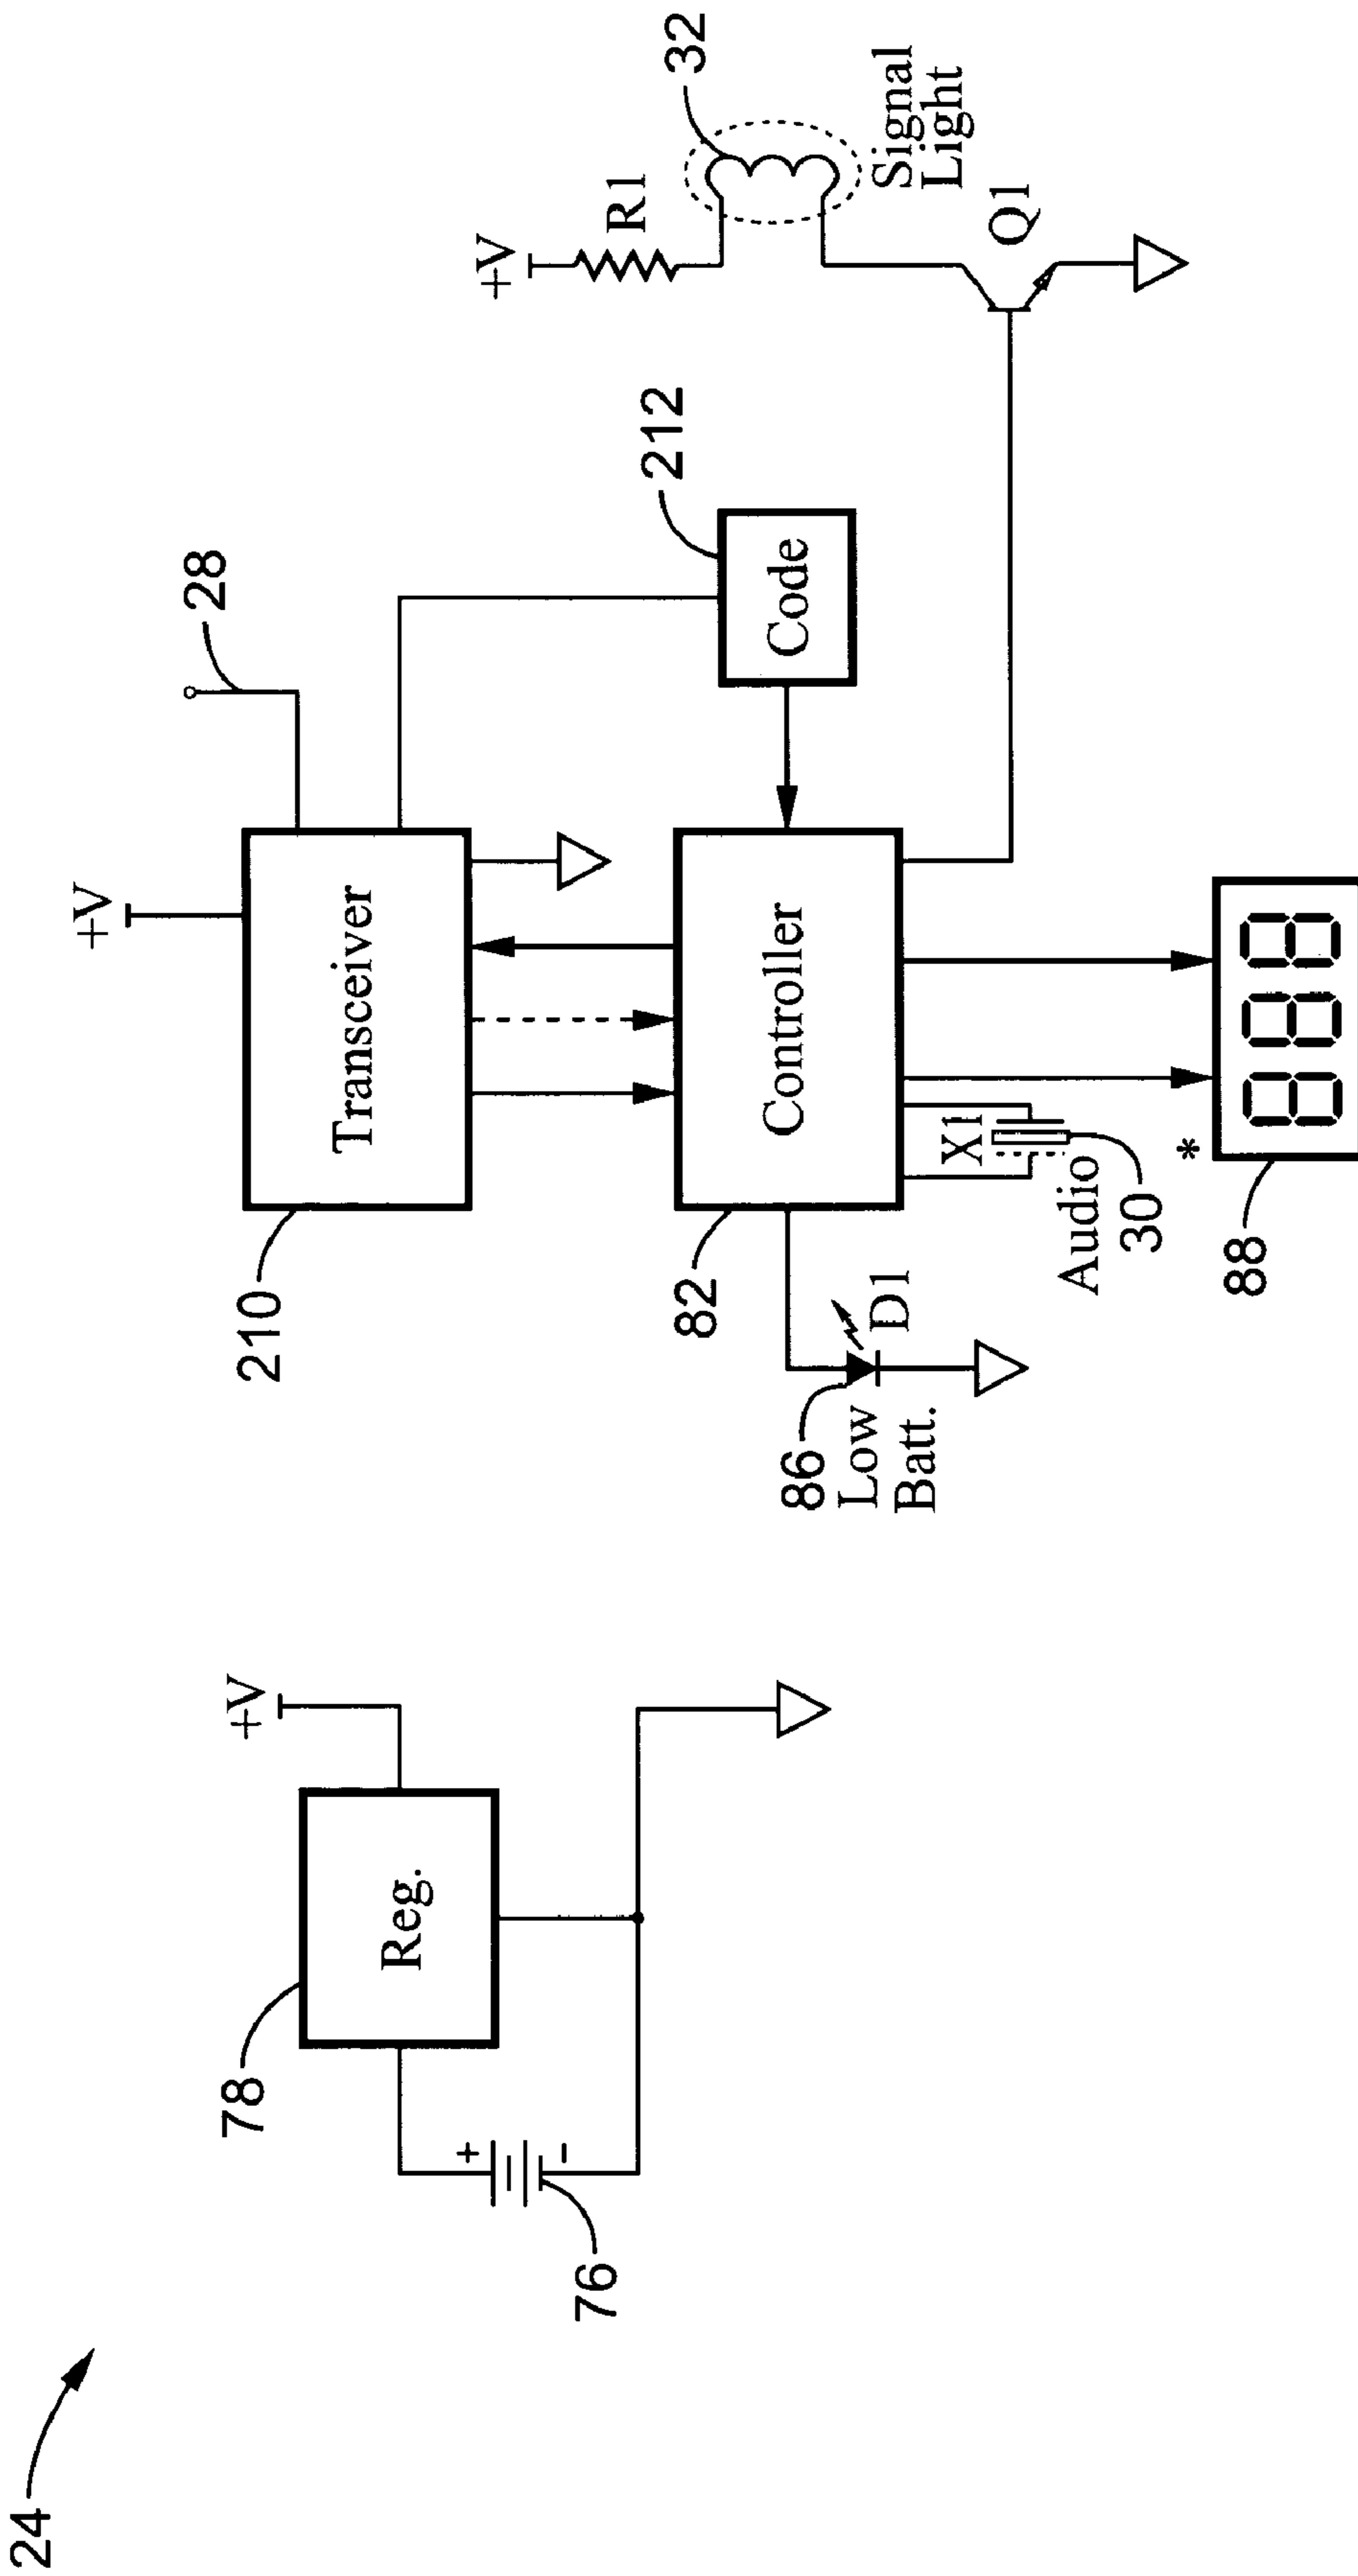 24
78
Reg.
+V
+
-
76
+V
28
210
Transceiver
212
Code
82
Controller
+V
R1
32
Signal
Light
Q1
86
Low
Batt.
D1
X1
Audio
30
*
88
888